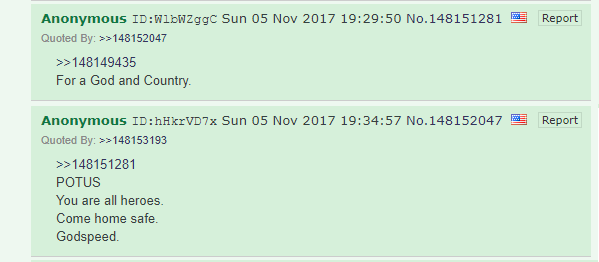 Anonymous ID:WlbWZggC Sun 05 Nov 2017 19:29:50 No.148151281 Report
Quoted By: >>148152047
>>148149435
For a God and Country.
Anonymous ID:hHkrVD7x Sun 05 Nov 2017 19:34:57 No.148152047 Report
Quoted By: >>148153193
>>148151281
POTUS
You are all heroes.
Come home safe.
Godspeed.